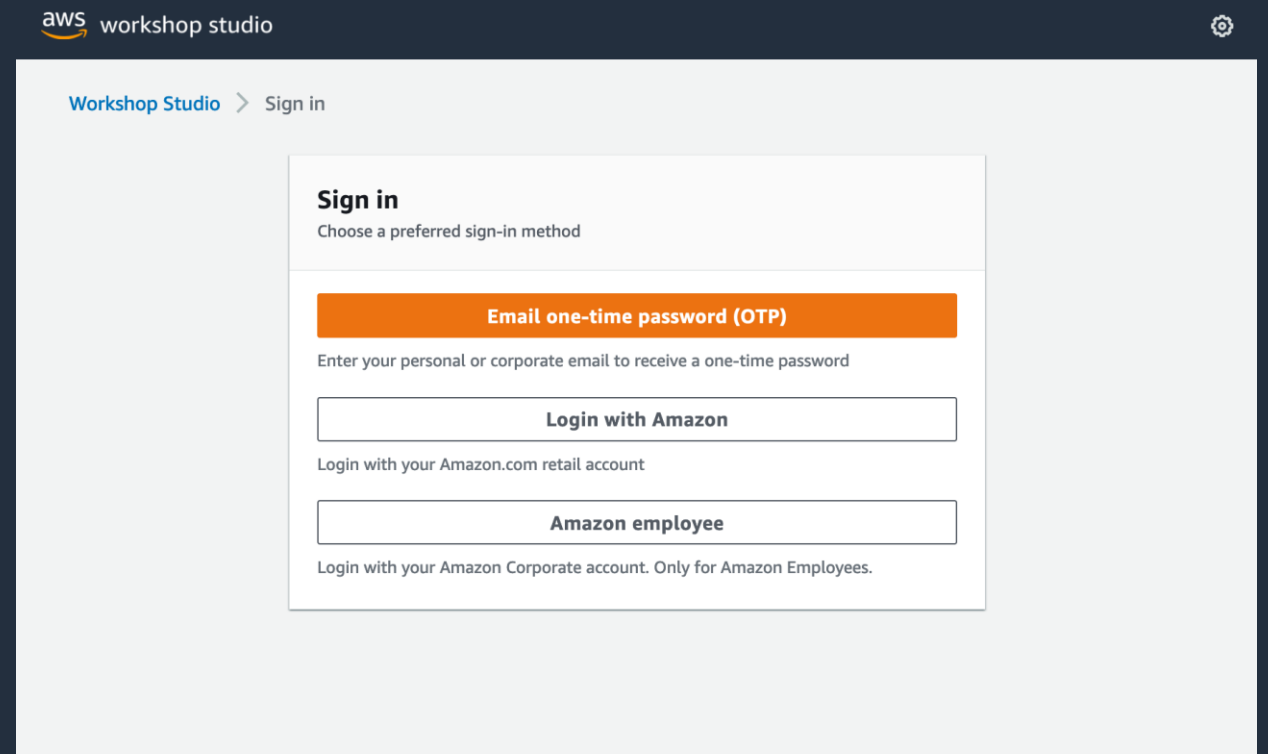 aws workshop studio
Workshop Studio Sign in
Sign in
Choose a preferred sign-in method
Email one-time password (OTP)
Enter your personal or corporate email to receive a one-time password
Login with Amazon
Login with your Amazon.com retail account
Amazon employee
Login with your Amazon Corporate account. Only for Amazon Employees.